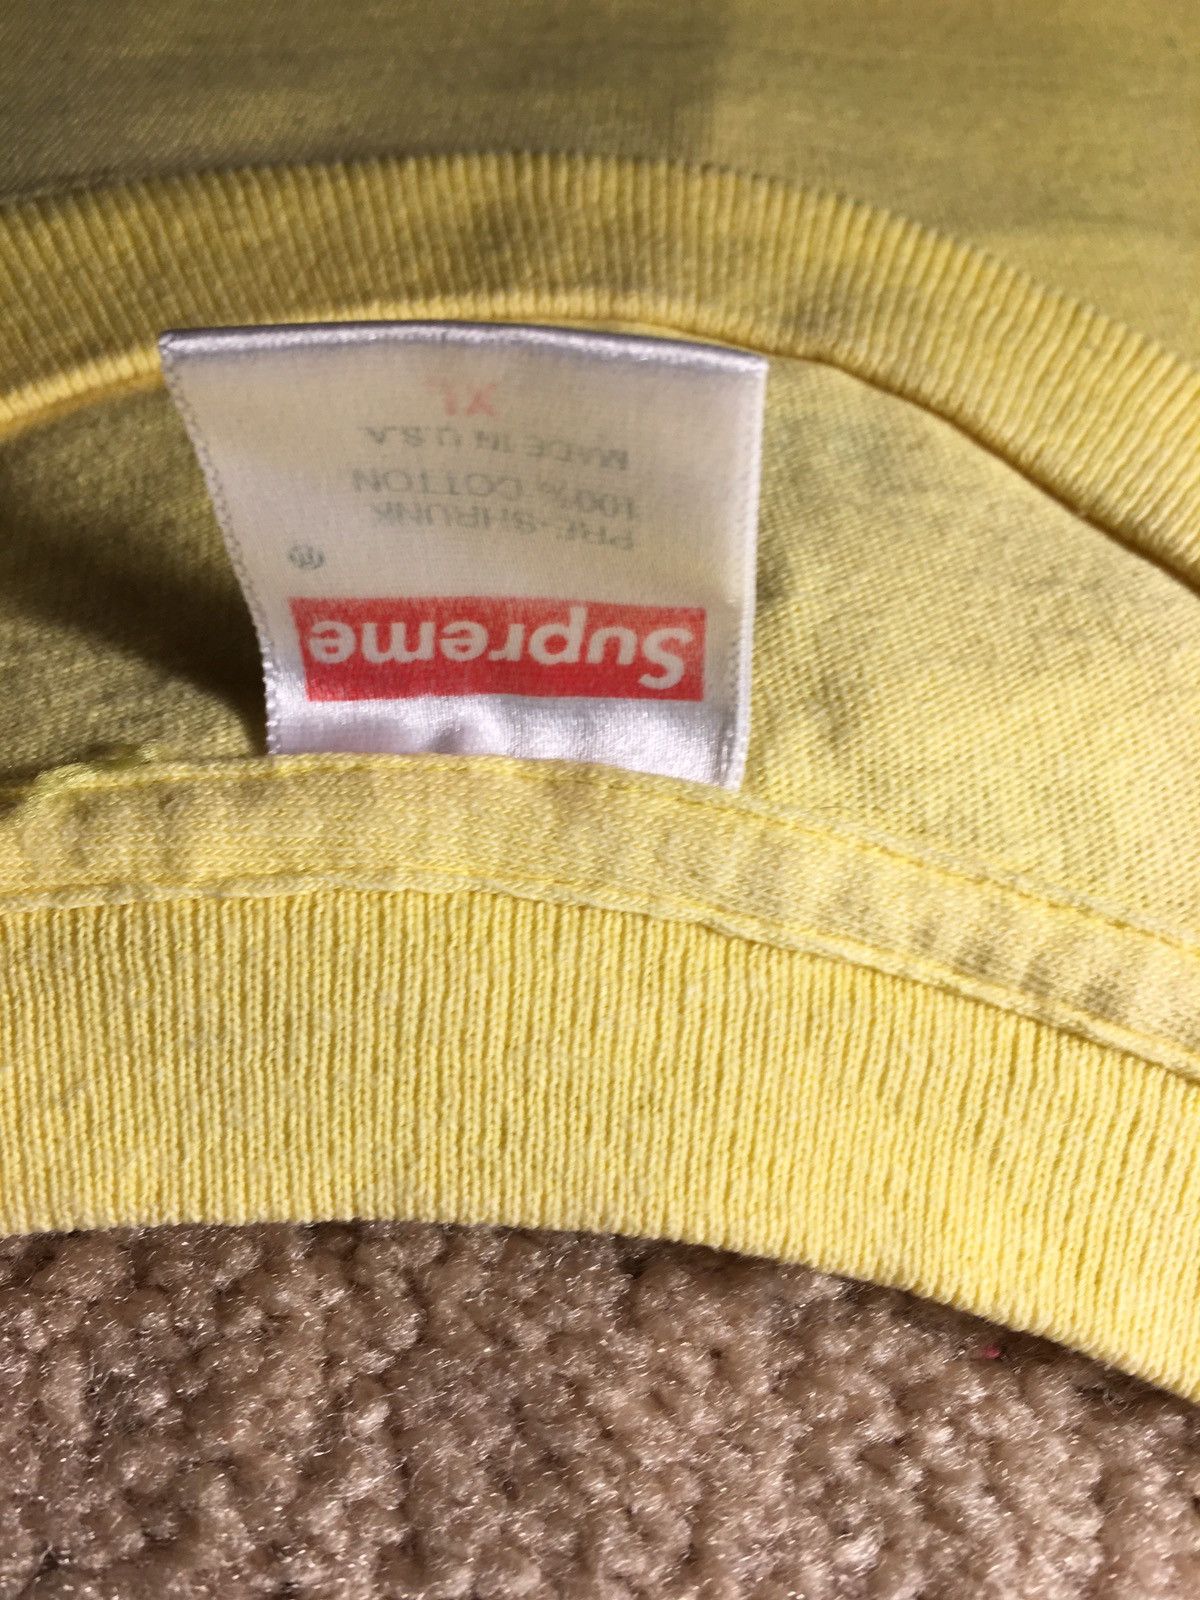 Supreme
PRE-SHRUNK
100% COTTON
MADE IN U.S.A
XL